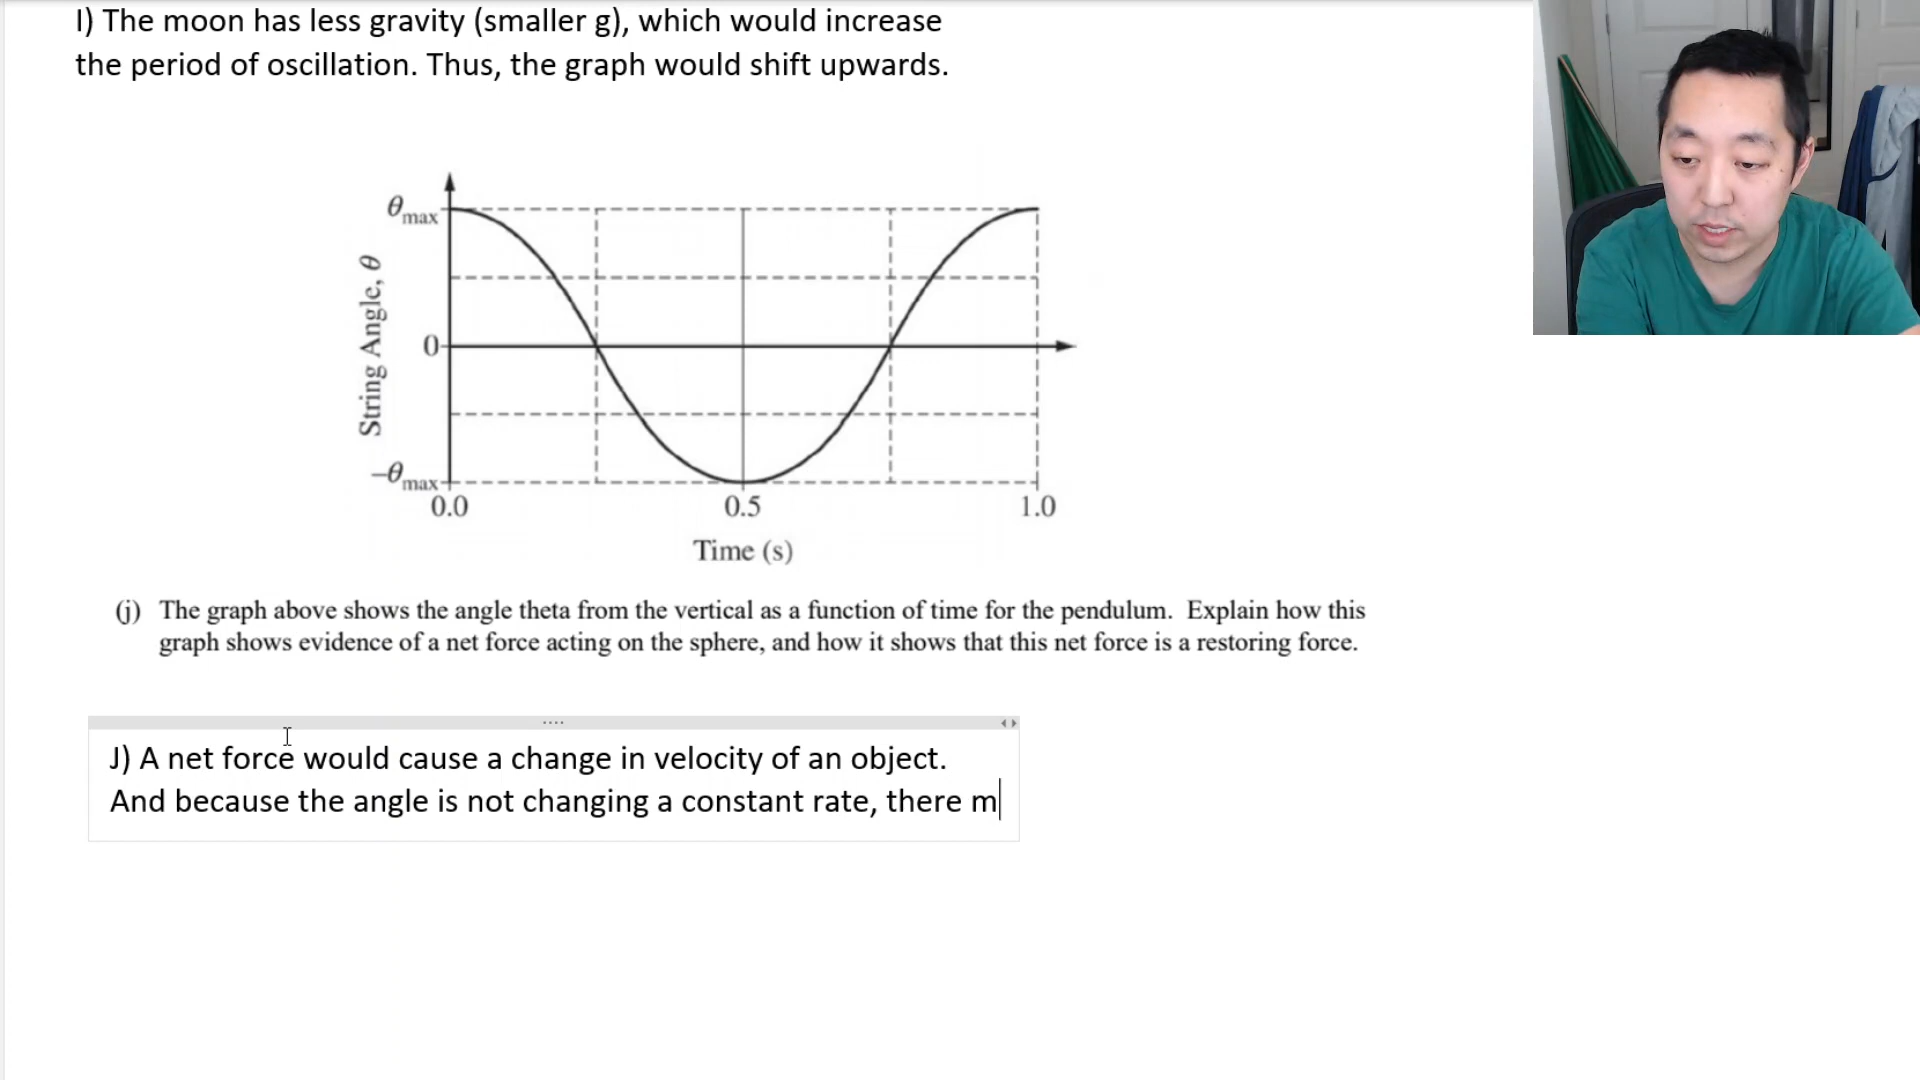 I) The moon has less gravity (smaller g), which would increase
the period of oscillation. Thus, the graph would shift upwards.
θmax
String Angle, θ
0
–θmax
0.0 0.5 1.0
Time (s)
(j) The graph above shows the angle theta from the vertical as a function of time for the pendulum. Explain how this
graph shows evidence of a net force acting on the sphere, and how it shows that this net force is a restoring force.
J) A net force would cause a change in velocity of an object.
And because the angle is not changing a constant rate, there m